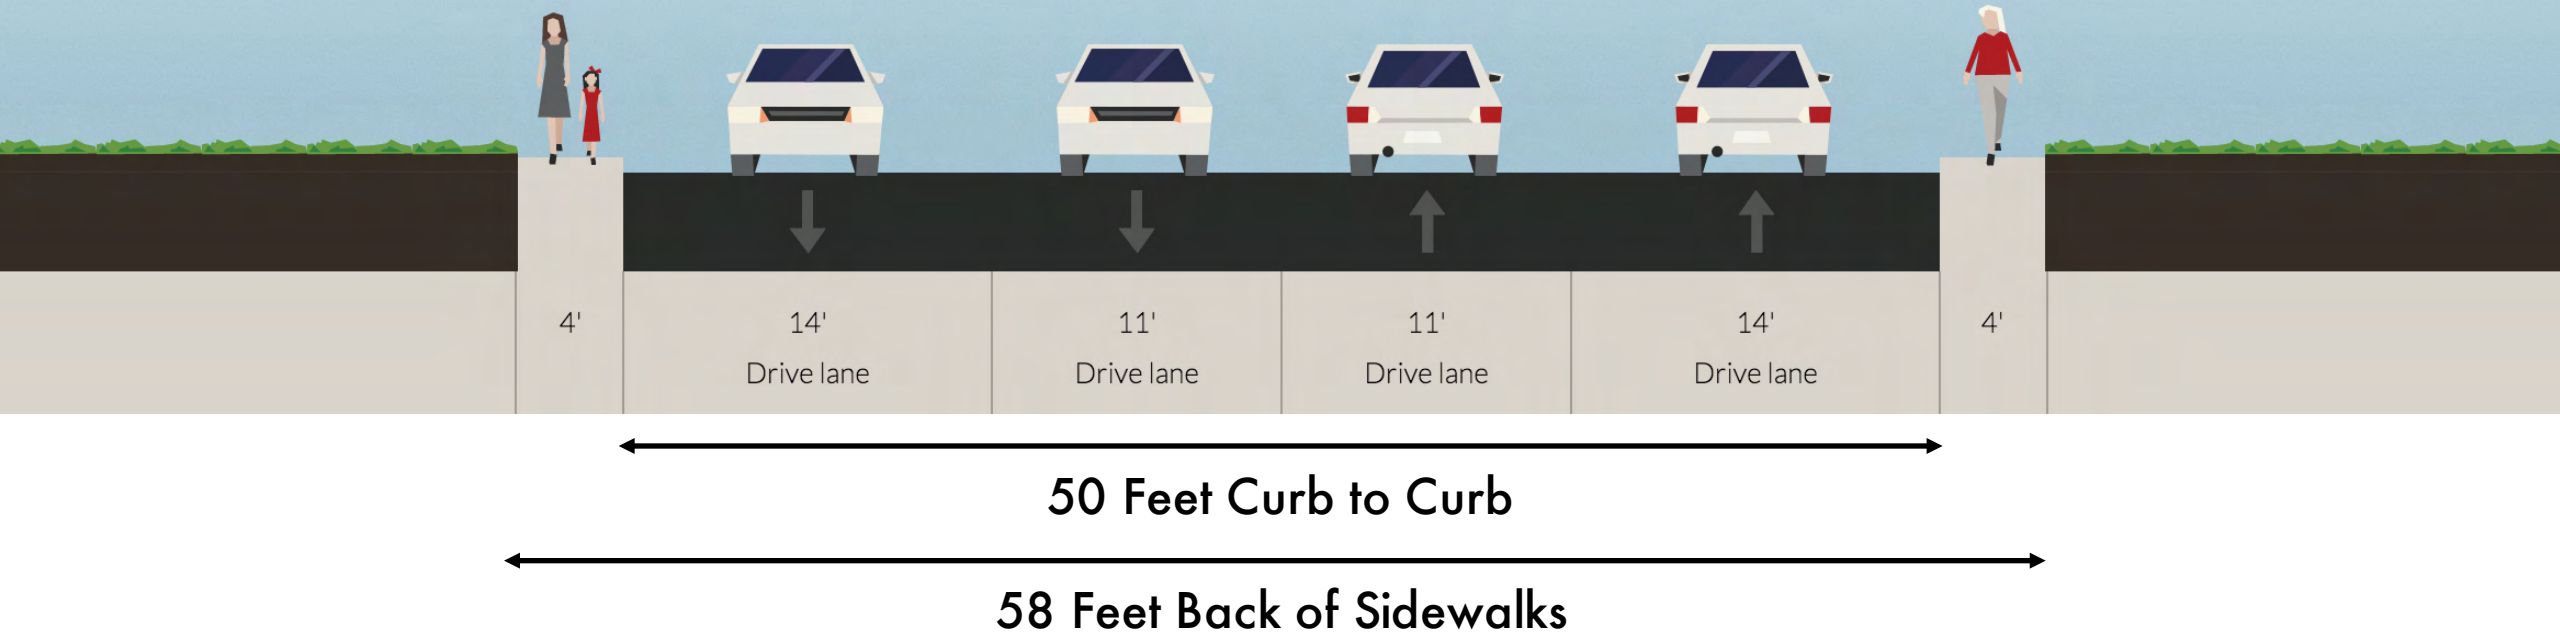 4'
14'
Drive lane
11'
Drive lane
11'
Drive lane
14'
Drive lane
4'
50 Feet Curb to Curb
58 Feet Back of Sidewalks